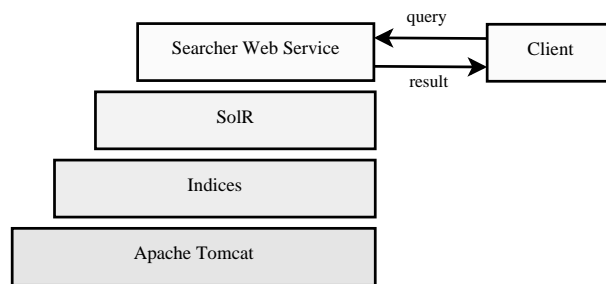 query
Searcher Web Service
Client
result
SolR
Indices
Apache Tomcat